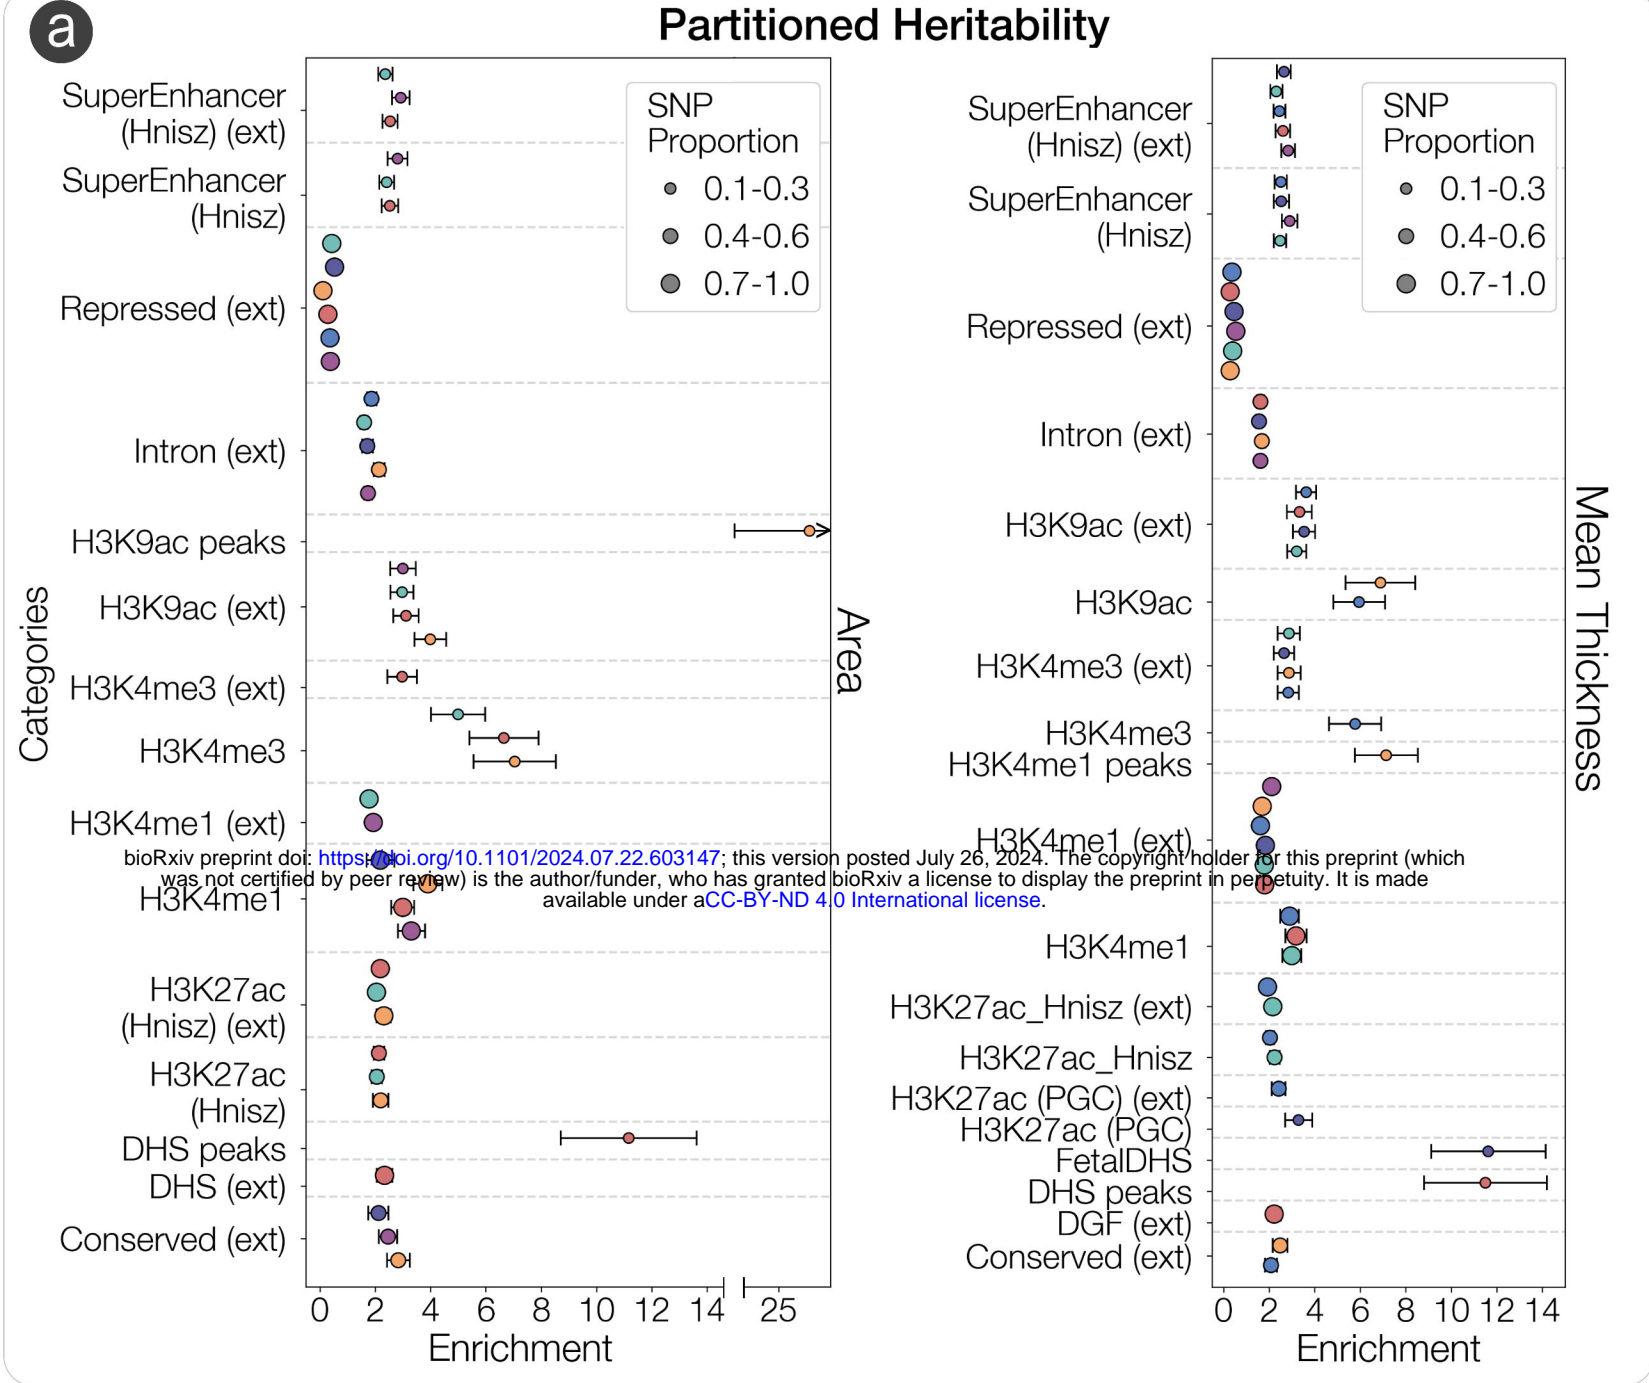 a
Partitioned Heritability
SuperEnhancer
(Hnisz) (ext)
SuperEnhancer
(Hnisz)
Repressed (ext)
Intron (ext)
H3K9ac peaks
H3K9ac (ext)
H3K4me3 (ext)
H3K4me3
H3K4me1 (ext)
H3K4me1
H3K27ac
(Hnisz) (ext)
H3K27ac
(Hnisz)
DHS peaks
DHS (ext)
Conserved (ext)
Categories
SNP
Proportion
0.1-0.3
0.4-0.6
0.7-1.0
Area
0 2 4 6 8 10 12 14 25
Enrichment
SuperEnhancer
(Hnisz) (ext)
SuperEnhancer
(Hnisz)
Repressed (ext)
Intron (ext)
H3K9ac (ext)
H3K9ac
H3K4me3 (ext)
H3K4me3
H3K4me1 peaks
H3K4me1 (ext)
H3K4me1
H3K27ac_Hnisz (ext)
H3K27ac_Hnisz
H3K27ac (PGC) (ext)
H3K27ac (PGC)
FetalDHS
DHS peaks
DGF (ext)
Conserved (ext)
SNP
Proportion
0.1-0.3
0.4-0.6
0.7-1.0
Mean Thickness
0 2 4 6 8 10 12 14
Enrichment
bioRxiv preprint doi: https://doi.org/10.1101/2024.07.22.603147; this version posted July 26, 2024. The copyright holder for this preprint (which
was not certified by peer review) is the author/funder, who has granted bioRxiv a license to display the preprint in perpetuity. It is made
available under aCC-BY-ND 4.0 International license.